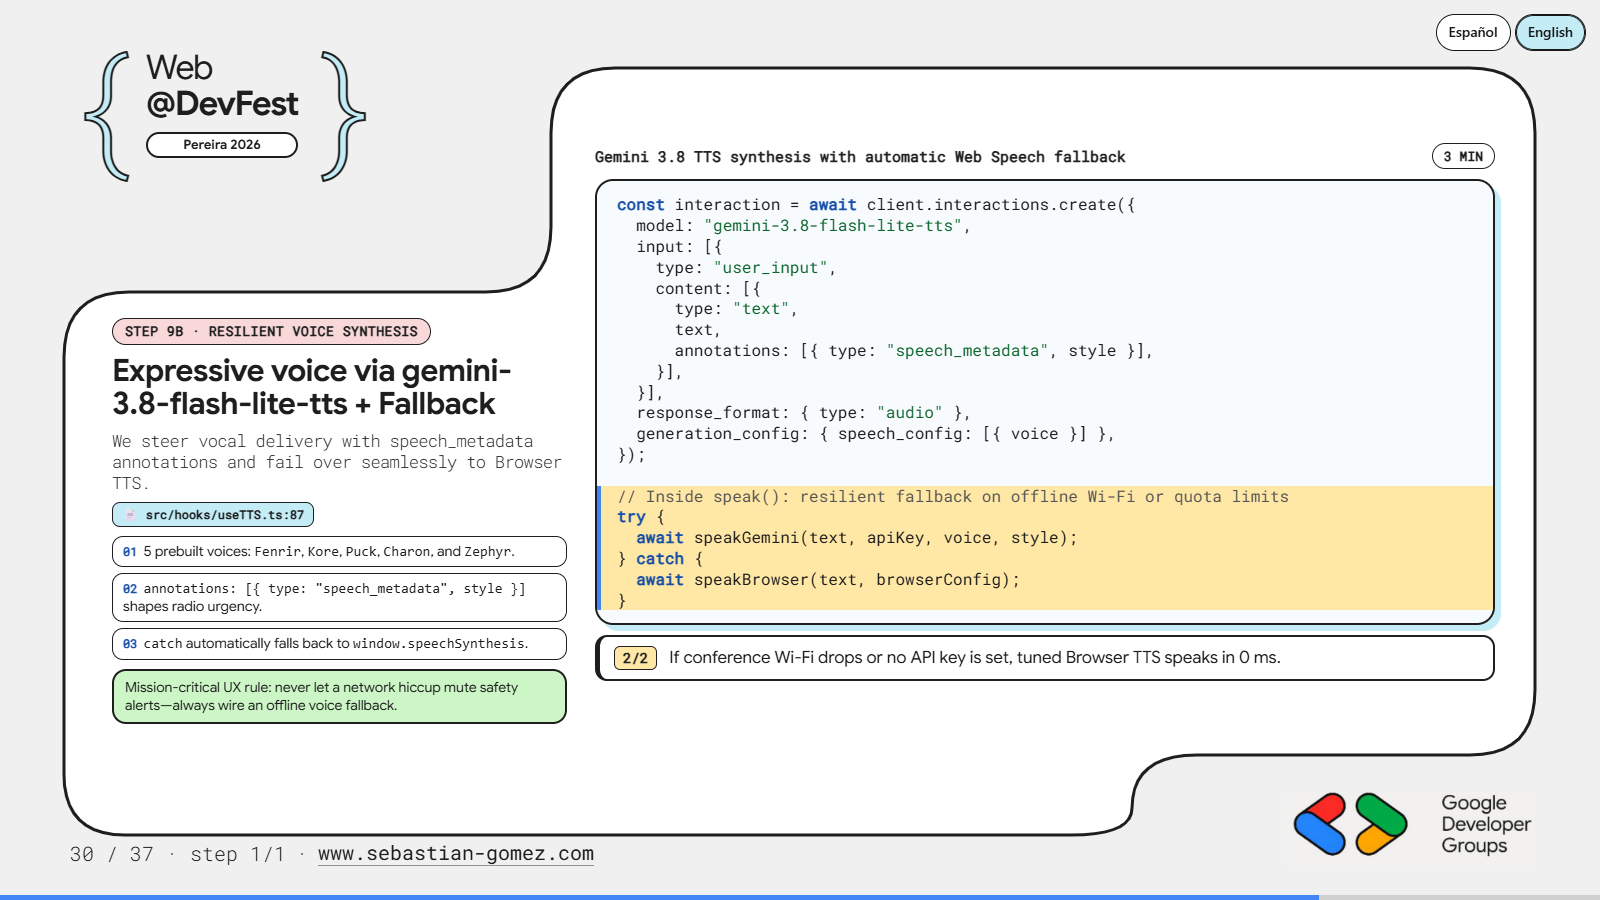 Español
English
Web
@DevFest
Pereira 2026
STEP 9B · RESILIENT VOICE SYNTHESIS
Expressive voice via gemini-
3.8-flash-lite-tts + Fallback
We steer vocal delivery with speech_metadata
annotations and fail over seamlessly to Browser
TTS.
src/hooks/useTTS.ts:87
01 5 prebuilt voices: Fenrir, Kore, Puck, Charon, and Zephyr.
02 annotations: [{ type: "speech_metadata", style }]
shapes radio urgency.
03 catch automatically falls back to window.speechSynthesis.
Mission-critical UX rule: never let a network hiccup mute safety
alerts—always wire an offline voice fallback.
Gemini 3.8 TTS synthesis with automatic Web Speech fallback
3 MIN
const interaction = await client.interactions.create({
  model: "gemini-3.8-flash-lite-tts",
  input: [{
    type: "user_input",
    content: [{
      type: "text",
      text,
      annotations: [{ type: "speech_metadata", style }],
    }],
  }],
  response_format: { type: "audio" },
  generation_config: { speech_config: [{ voice }] },
});
// Inside speak(): resilient fallback on offline Wi-Fi or quota limits
try {
  await speakGemini(text, apiKey, voice, style);
} catch {
  await speakBrowser(text, browserConfig);
}
2/2 If conference Wi-Fi drops or no API key is set, tuned Browser TTS speaks in 0 ms.
30 / 37 · step 1/1 · www.sebastian-gomez.com
Google
Developer
Groups